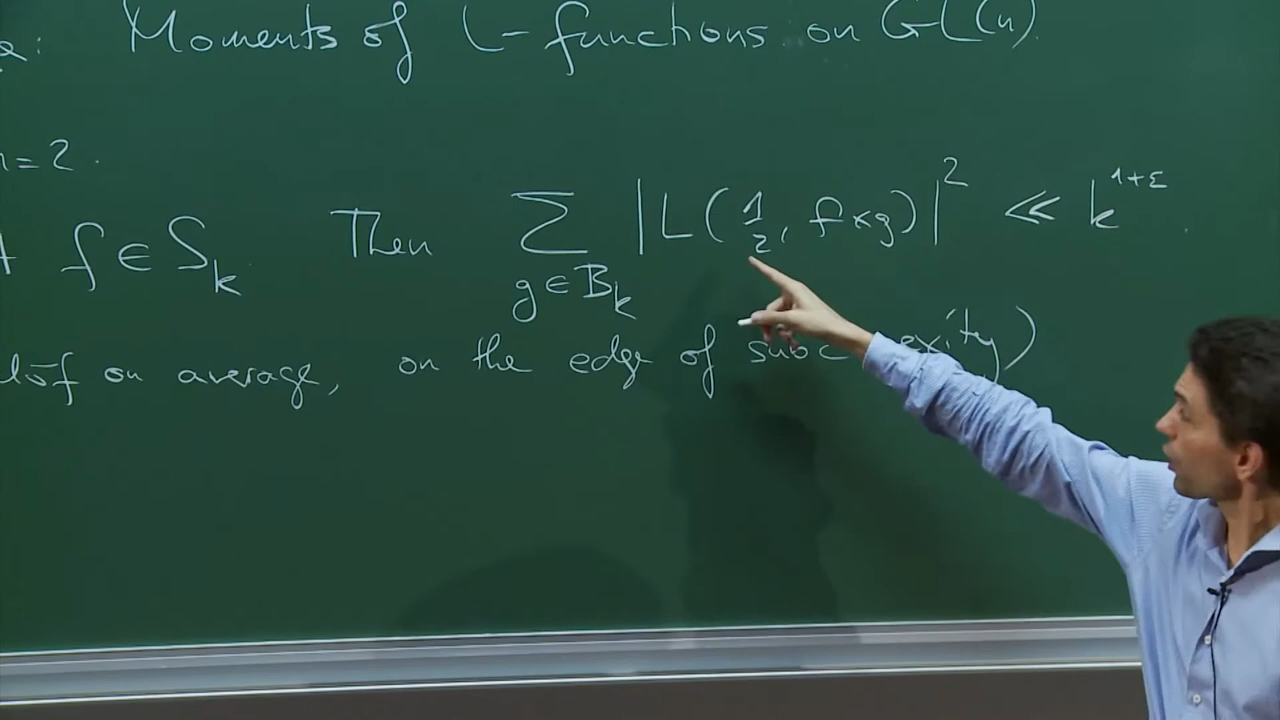 Moments of L-functions on GL(n).
n=2.
f ∈ S_k Then ∑_{g∈B_k} |L(1/2, f×g)|^2 ≪ k^{1+ε}.
on average, on the edge of